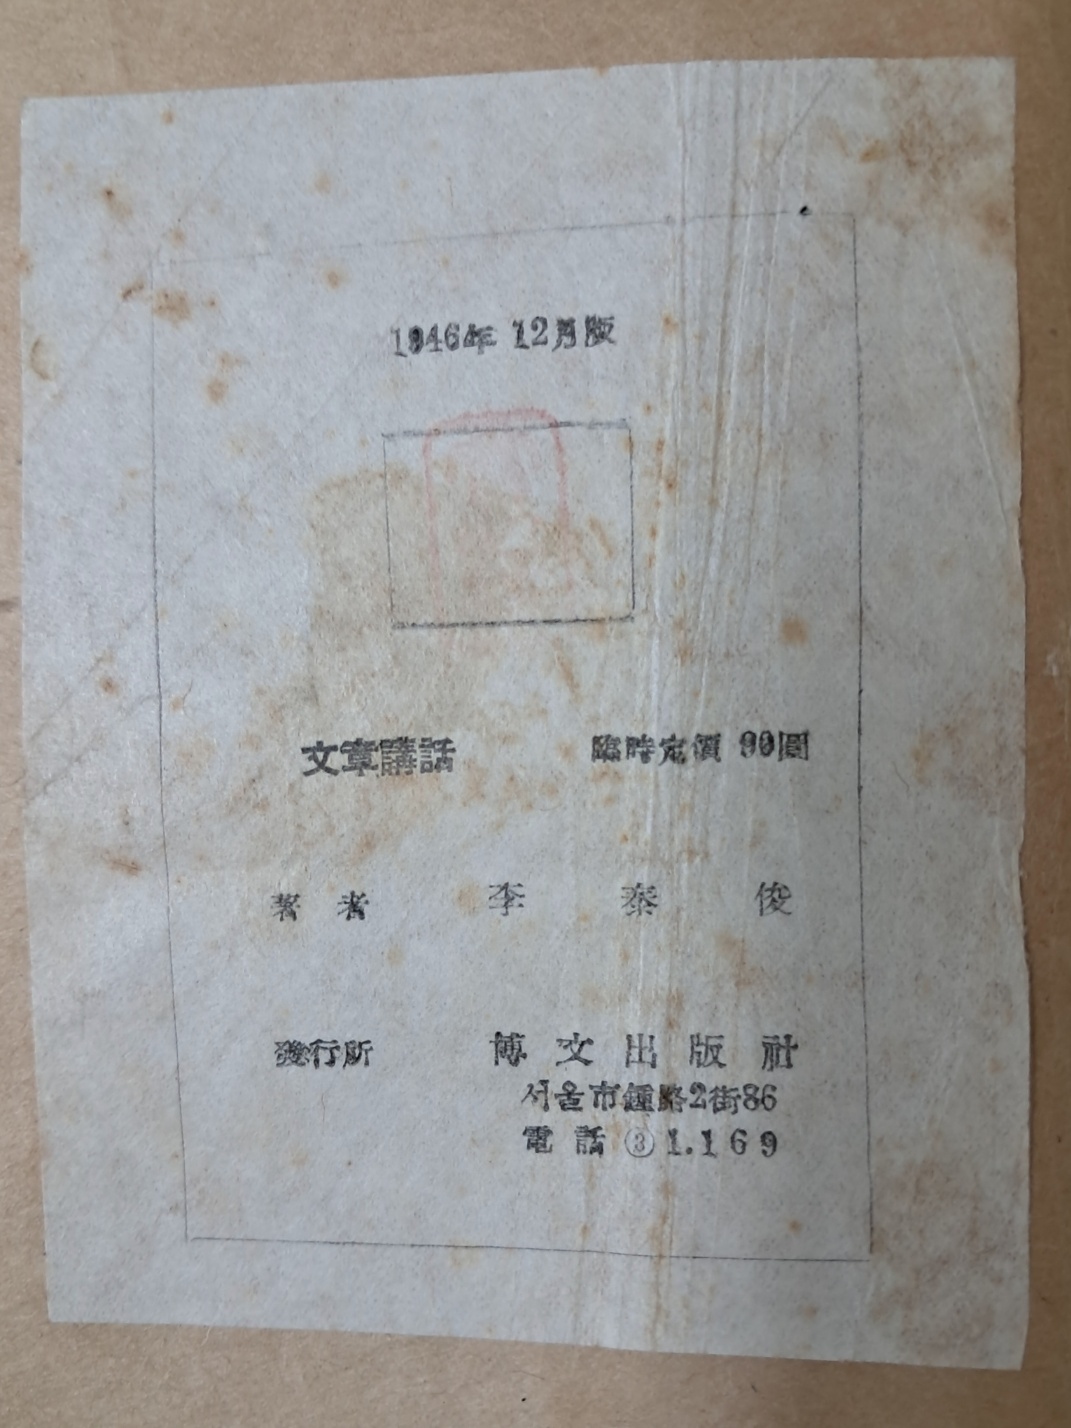 1946年 12月版
文章講話 臨時定價 90圓
著者 李泰俊
發行所 博文出版社
서울市鍾路2街86
電話 ③ 1.169